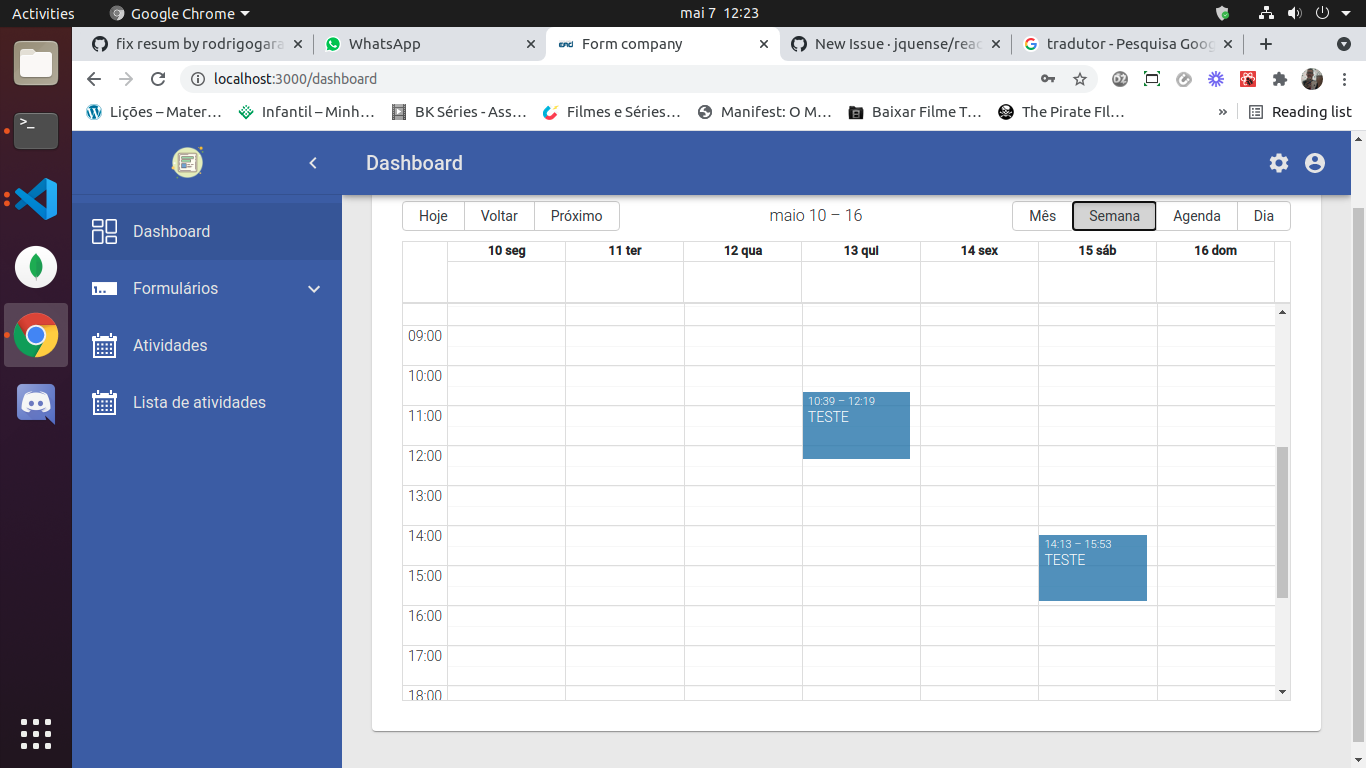 Activities
Google Chrome
mai 7 12:23
fix resum by rodrigogara
WhatsApp
Form company
New Issue · jquense/reac
tradutor - Pesquisa Goog
localhost:3000/dashboard
Lições – Mater…
Infantil – Minh…
BK Séries - Ass…
Filmes e Séries…
Manifest: O M…
Baixar Filme T…
The Pirate FIl…
»
Reading list
Dashboard
Dashboard
Formulários
Atividades
Lista de atividades
Hoje
Voltar
Próximo
maio 10 – 16
Mês
Semana
Agenda
Dia
10 seg
11 ter
12 qua
13 qui
14 sex
15 sáb
16 dom
09:00
10:00
10:39 – 12:19
TESTE
11:00
12:00
13:00
14:00
14:13 – 15:53
TESTE
15:00
16:00
17:00
18:00